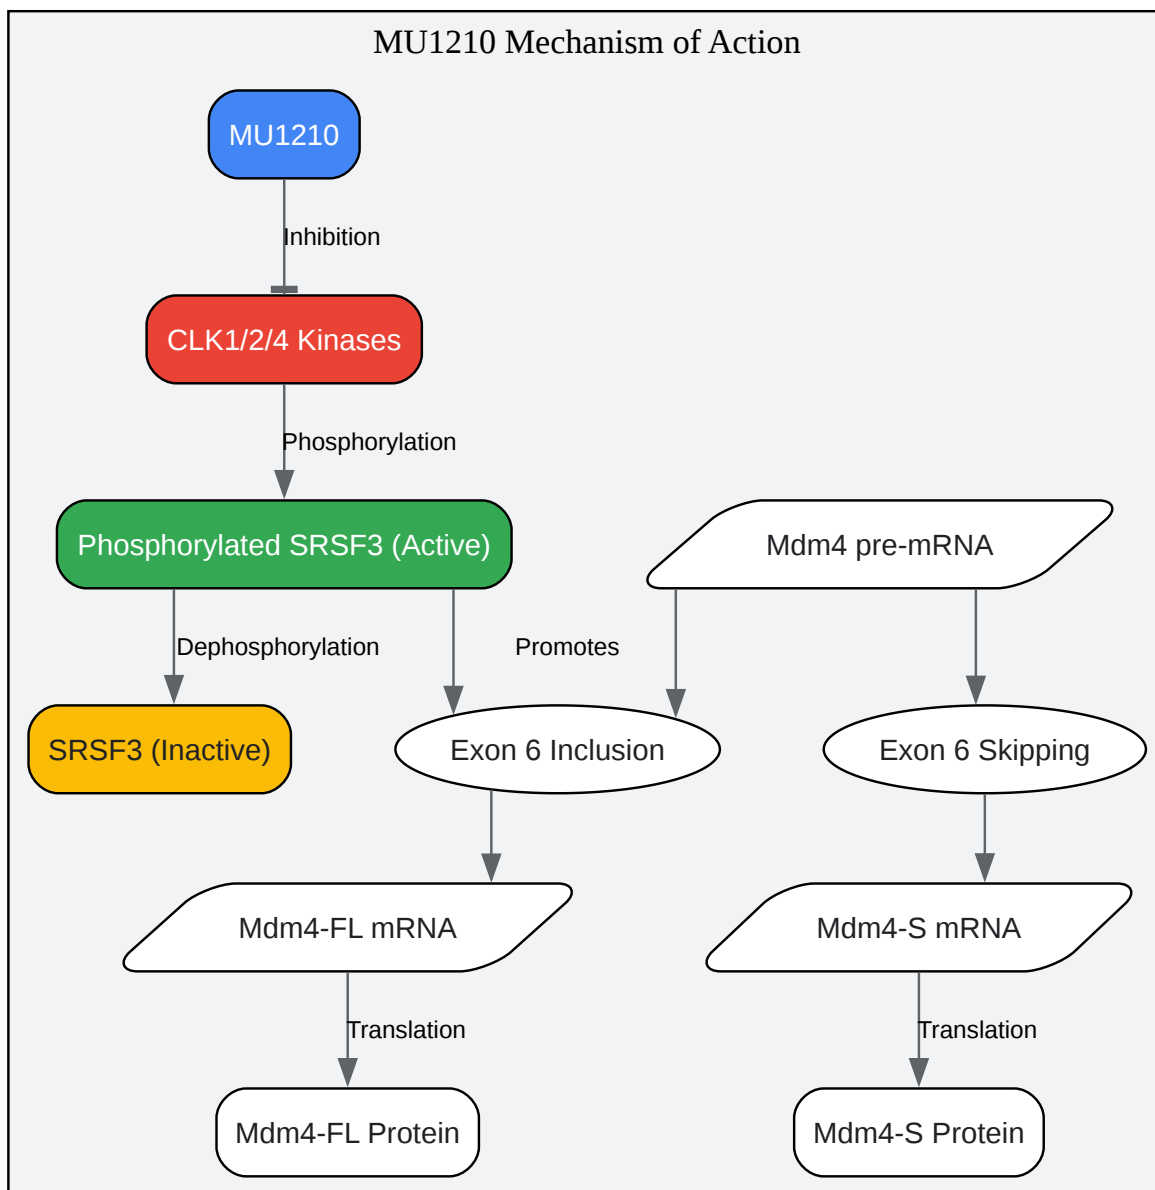 MU1210 Mechanism of Action
MU1210
Inhibition
CLK1/2/4 Kinases
Phosphorylation
Phosphorylated SRSF3 (Active)
Mdm4 pre-mRNA
Dephosphorylation
Promotes
SRSF3 (Inactive)
Exon 6 Inclusion
Exon 6 Skipping
Mdm4-FL mRNA
Mdm4-S mRNA
Translation
Translation
Mdm4-FL Protein
Mdm4-S Protein